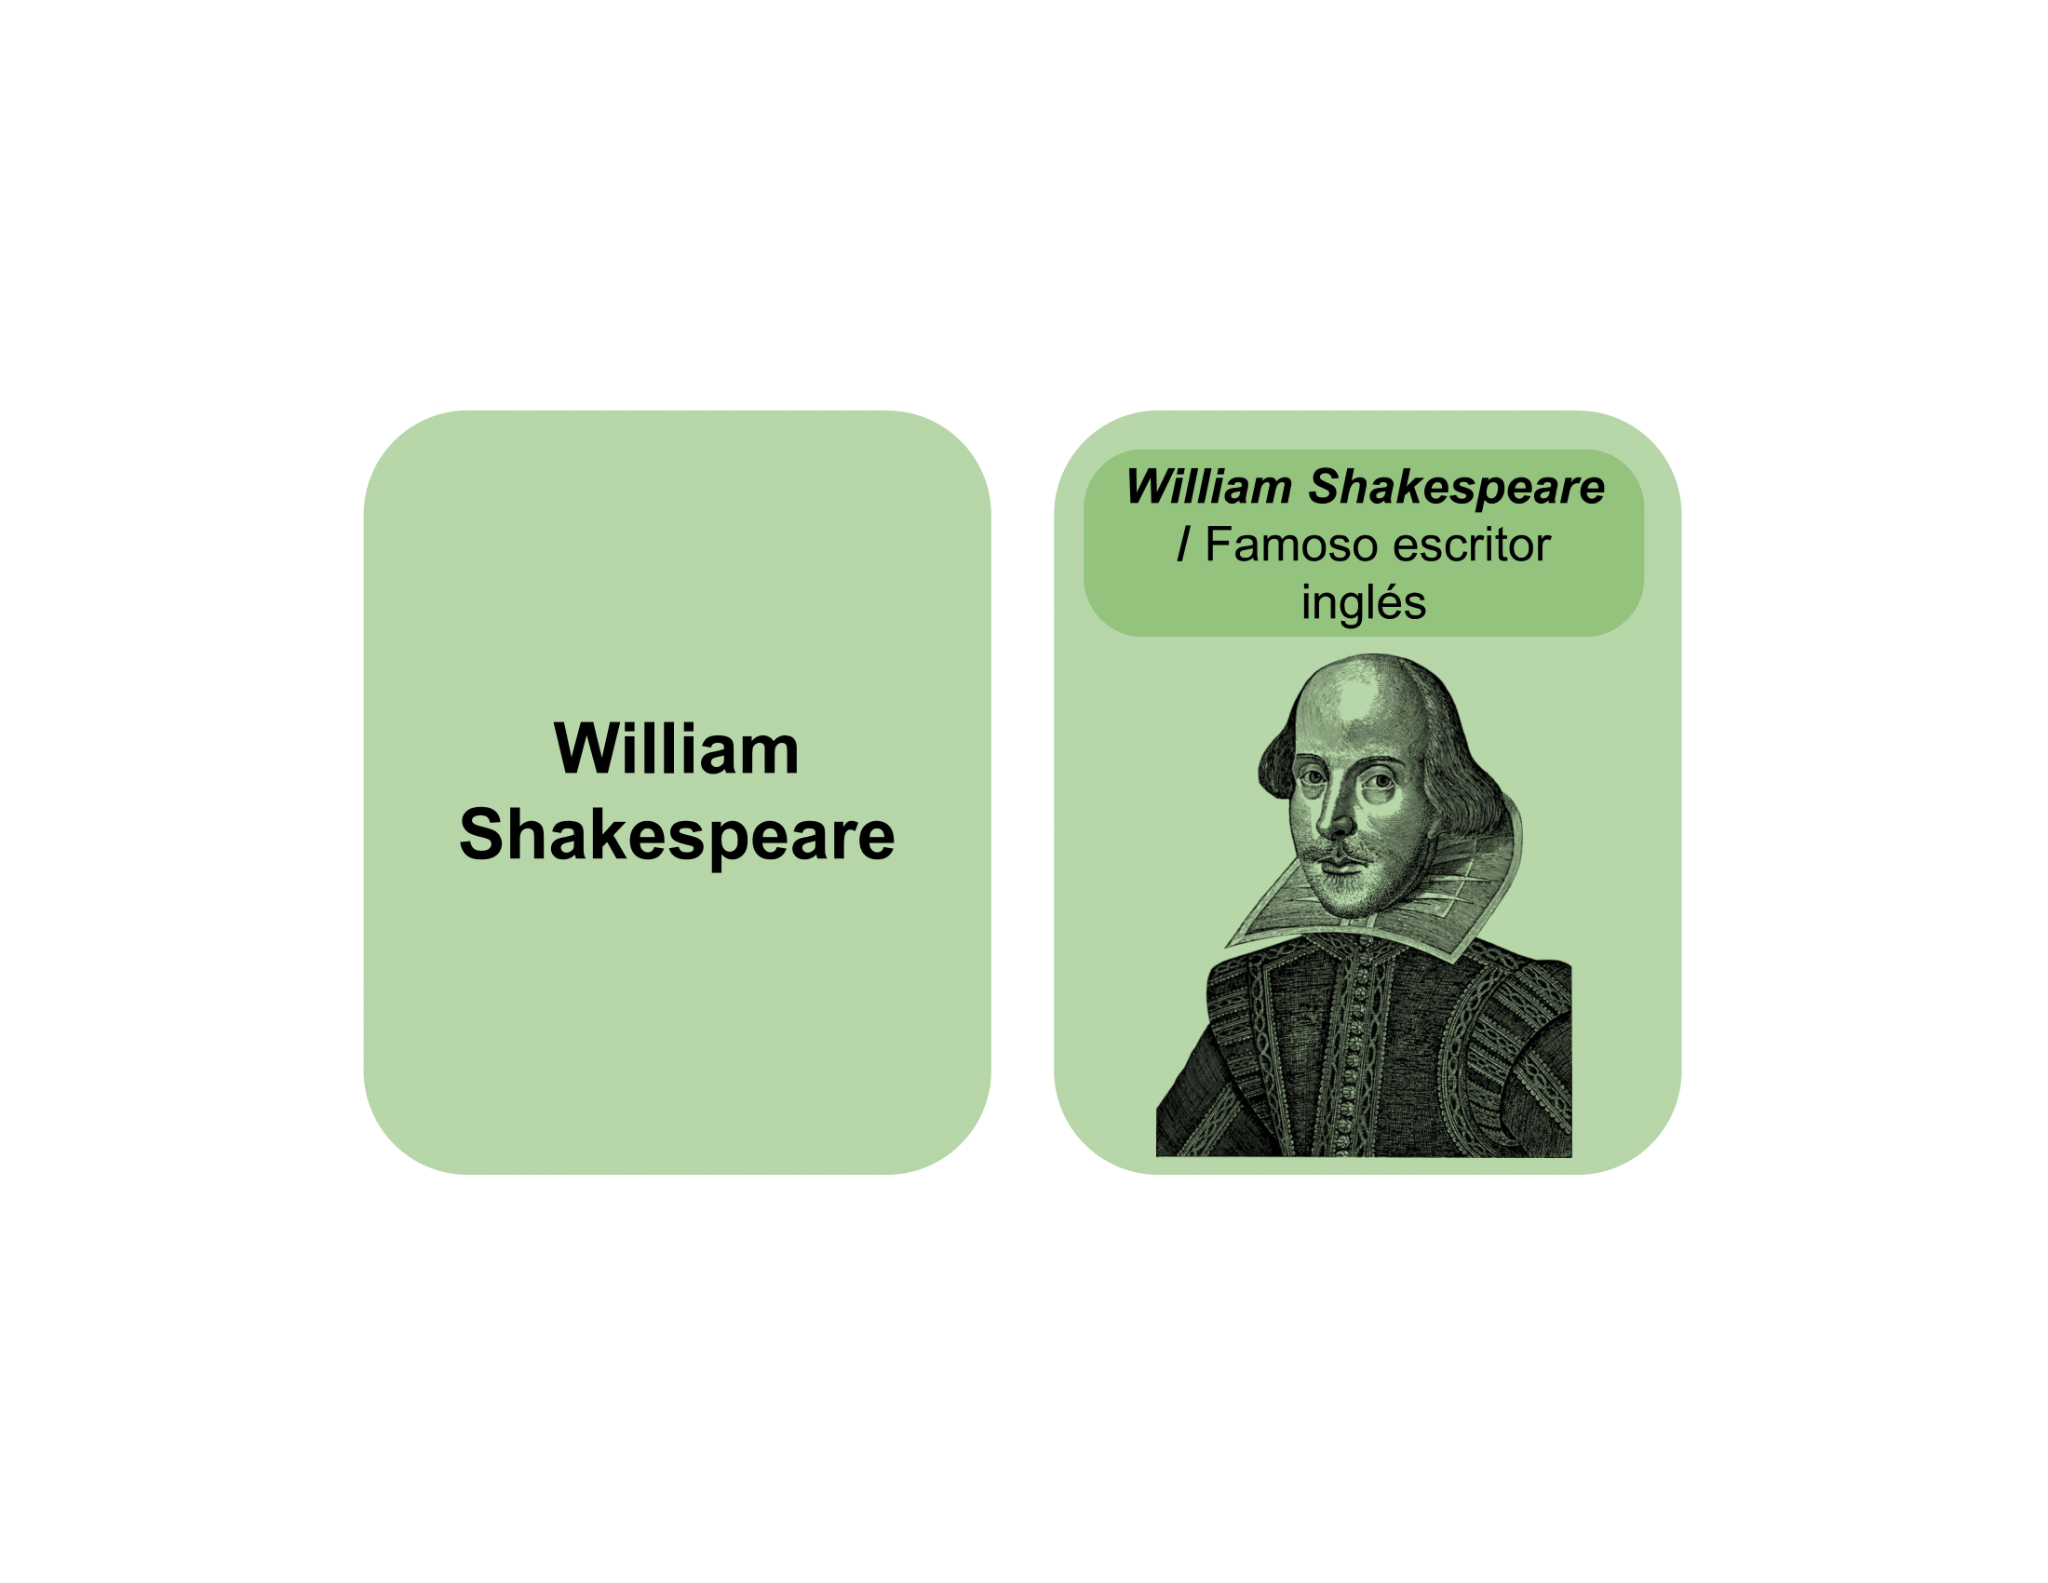 William
Shakespeare
William Shakespeare
/ Famoso escritor
inglés